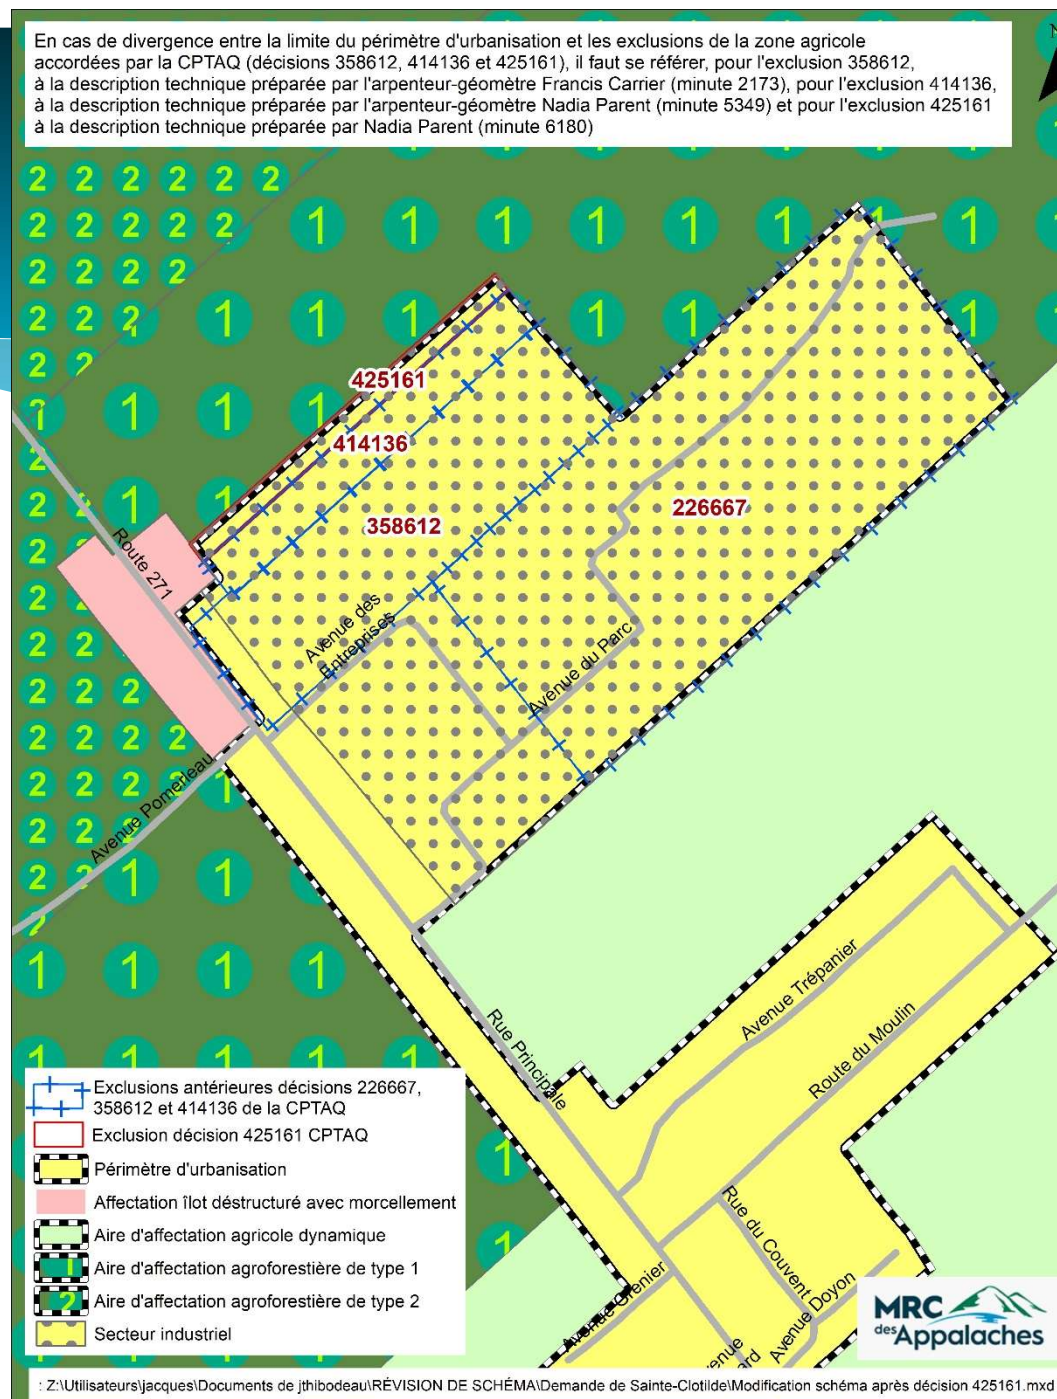 En cas de divergence entre la limite du périmètre d'urbanisation et les exclusions de la zone agricole
accordées par la CPTAQ (décisions 358612, 414136 et 425161), il faut se référer, pour l'exclusion 358612,
à la description technique préparée par l'arpenteur-géomètre Francis Carrier (minute 2173), pour l'exclusion 414136,
à la description technique préparée par l'arpenteur-géomètre Nadia Parent (minute 5349) et pour l'exclusion 425161
à la description technique préparée par Nadia Parent (minute 6180)
425161
414136
358612
226667
Route 271
Avenue des
Entreprises
Avenue du Parc
Avenue Pomerleau
Rue Principale
Avenue Trépanier
Route du Moulin
Rue du Couvent
Avenue Grenier
Avenue Doyon
Exclusions antérieures décisions 226667,
358612 et 414136 de la CPTAQ
Exclusion décision 425161 CPTAQ
Périmètre d'urbanisation
Affectation îlot déstructuré avec morcellement
Aire d'affectation agricole dynamique
1 Aire d'affectation agroforestière de type 1
2 Aire d'affectation agroforestière de type 2
Secteur industriel
MRC
des Appalaches
: Z:\Utilisateurs\jacques\Documents de jthibodeau\RÉVISION DE SCHÉMA\Demande de Sainte-Clotilde\Modification schéma après décision 425161.mxd